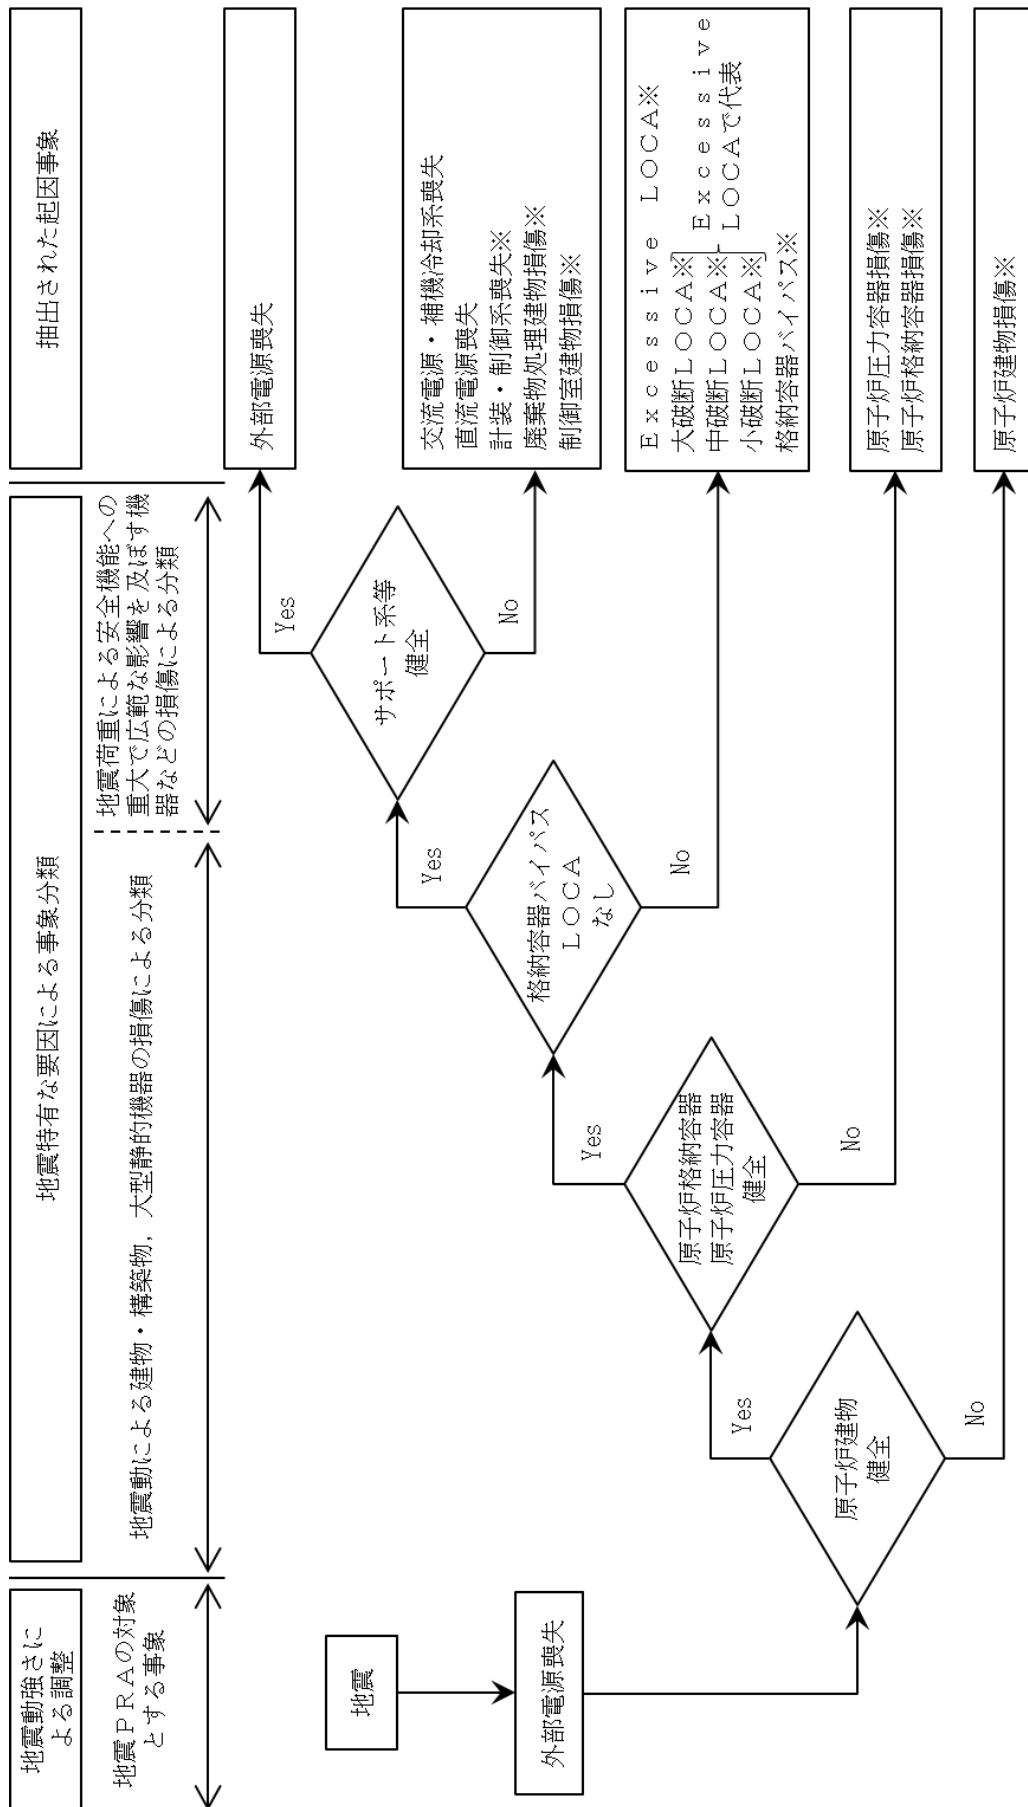 地震動強さに
よる調整
地震特有な要因による事象分類
抽出された起因事象
地震PRAの対象
とする事象
地震動による建物・構築物,大型静的機器の損傷による分類
地震荷重による安全機能への
重大で広範な影響を及ぼす機
器などの損傷による分類
地震
外部電源喪失
原子炉建物
健全
Yes
No
原子炉格納容器
原子炉圧力容器
健全
Yes
No
格納容器バイパス
LOCA
なし
Yes
No
サポート系等
健全
Yes
No
外部電源喪失
交流電源・補機冷却系喪失
直流電源喪失
計装・制御系喪失※
廃棄物処理建物損傷※
制御室建物損傷※
Excessive LOCA※
大破断LOCA※
中破断LOCA※
小破断LOCA※
Excessive
LOCAで代表
格納容器バイパス※
原子炉圧力容器損傷※
原子炉格納容器損傷※
原子炉建物損傷※